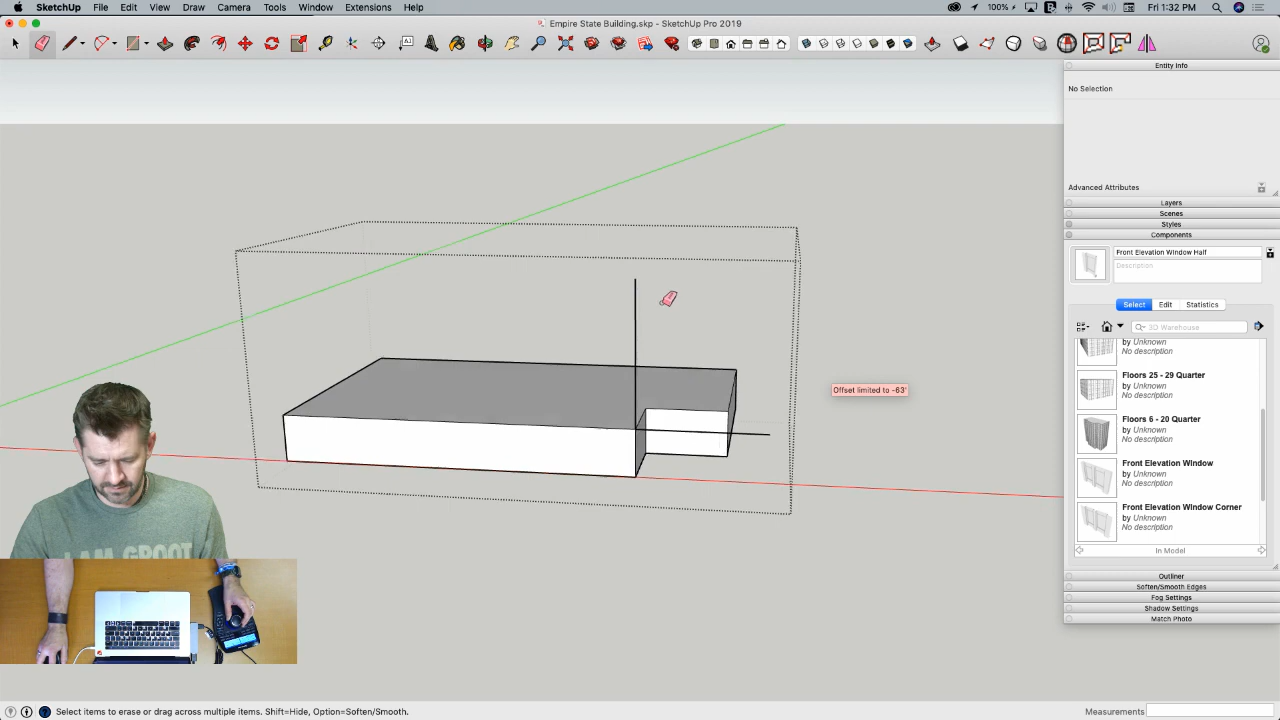 SketchUp File Edit View Draw Camera Tools Window Extensions Help
100% Fri 1:32 PM
Empire State Building.skp - SketchUp Pro 2019
Entity Info
No Selection
Advanced Attributes
Layers
Scenes
Styles
Components
Front Elevation Window Half
Description
Select Edit Statistics
3D Warehouse
by Unknown
No description
Floors 25 - 29 Quarter
by Unknown
No description
Floors 6 - 20 Quarter
by Unknown
No description
Front Elevation Window
by Unknown
No description
Front Elevation Window Corner
by Unknown
No description
In Model
Outliner
Soften/Smooth Edges
Fog Settings
Shadow Settings
Match Photo
Offset limited to -63'
I AM GROOT
Select items to erase or drag across multiple items. Shift=Hide, Option=Soften/Smooth.
Measurements